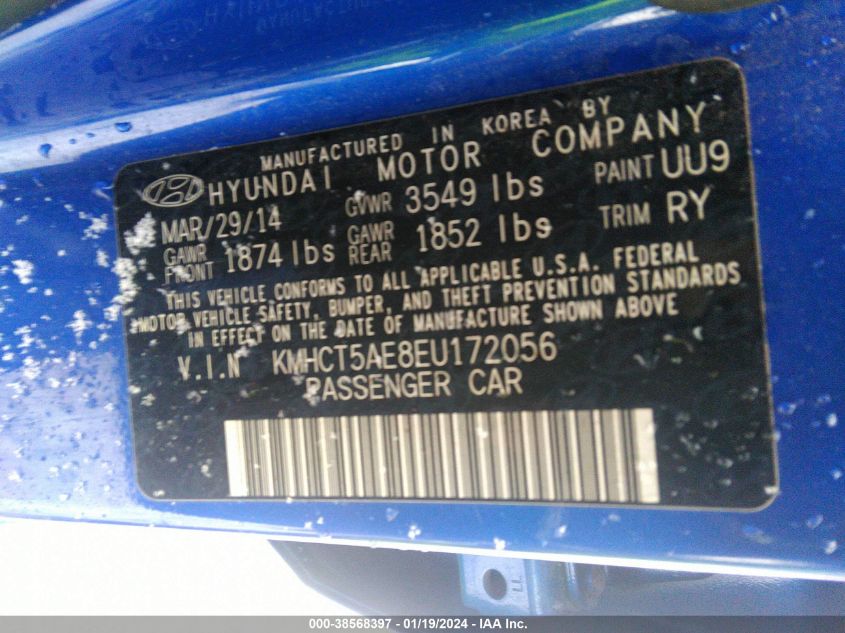 MANUFACTURED IN KOREA BY
HYUNDAI MOTOR COMPANY
MAR/29/14 GVWR 3549 lbs PAINT UU9
GAWR FRONT 1874 lbs GAWR REAR 1852 lbs TRIM RY
THIS VEHICLE CONFORMS TO ALL APPLICABLE U.S.A. FEDERAL
MOTOR VEHICLE SAFETY, BUMPER, AND THEFT PREVENTION STANDARDS
IN EFFECT ON THE DATE OF MANUFACTURE SHOWN ABOVE
V.I.N KMHCT5AE8EU172056
PASSENGER CAR
LL
000-38568397 - 01/19/2024 - IAA Inc.